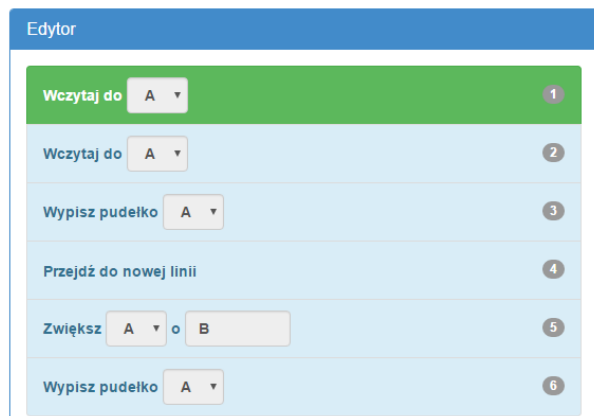 Edytor
Wczytaj do A 1
Wczytaj do A 2
Wypisz pudełko A 3
Przejdź do nowej linii 4
Zwiększ A o B 5
Wypisz pudełko A 6